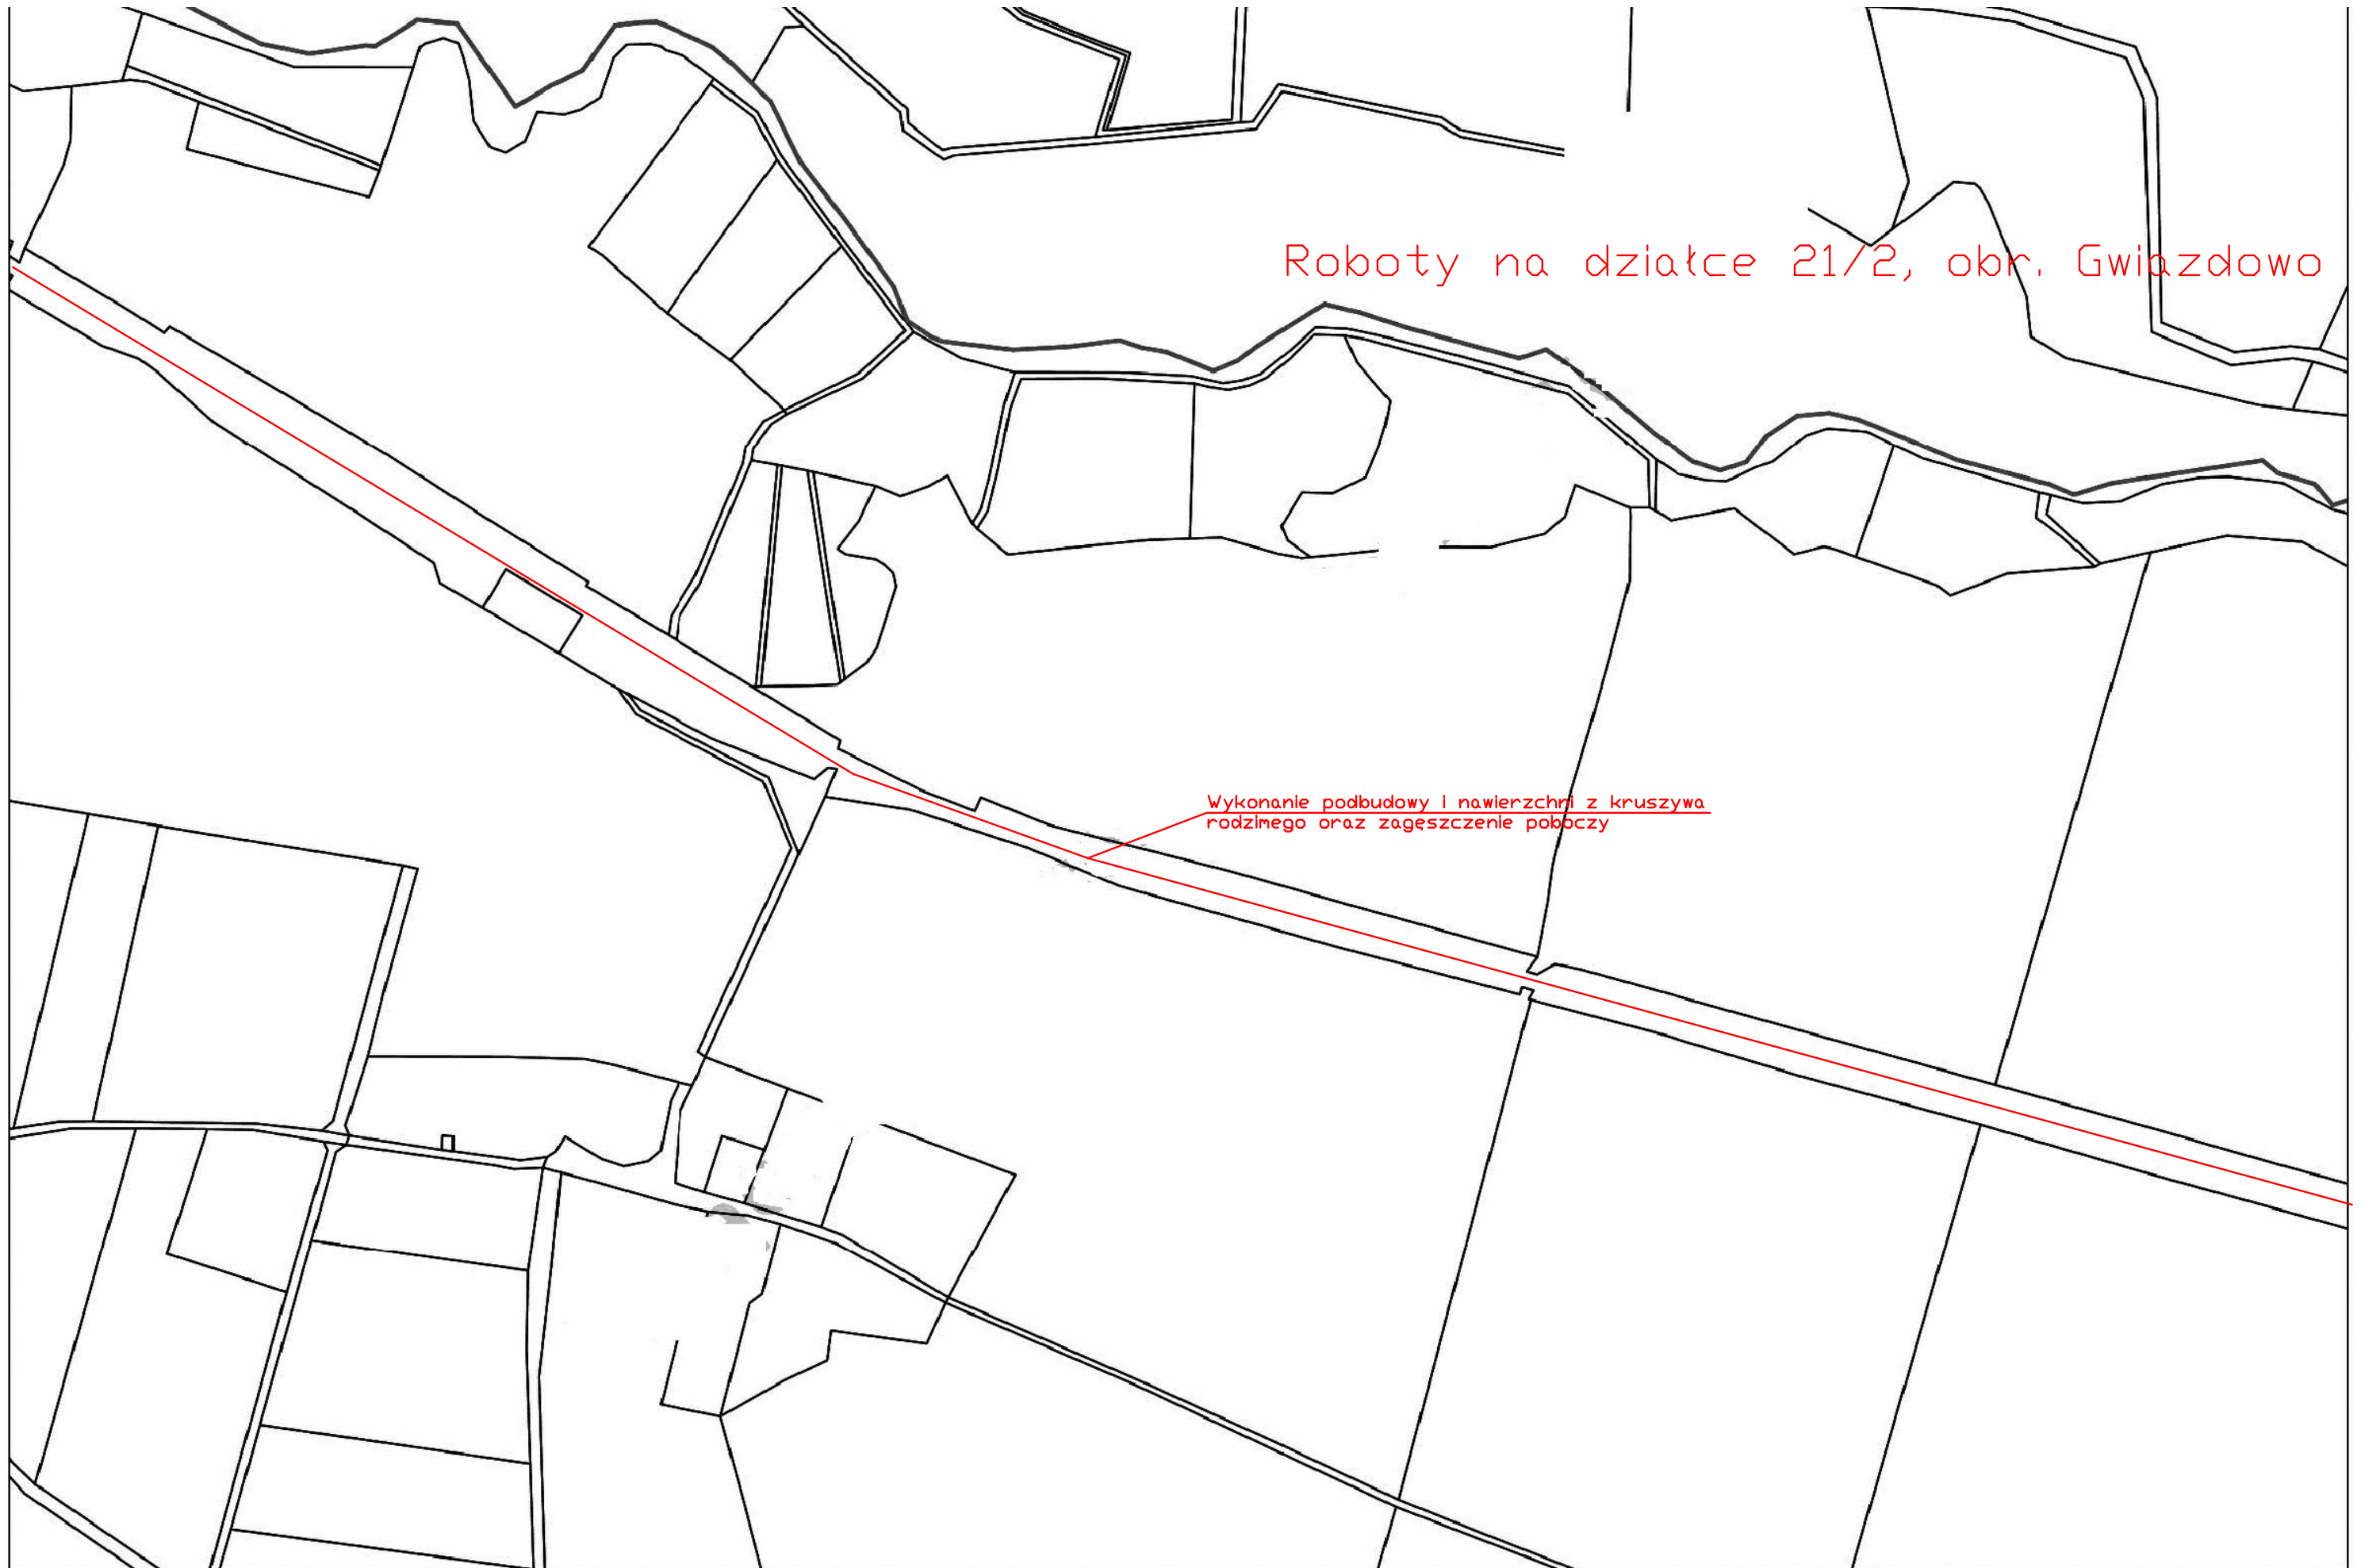 Roboty na działce 21/2, obr. Gwiazdowo
Wykonanie podbudowy i nawierzchni z kruszywa
rodzimego oraz zagęszczenie poboczy